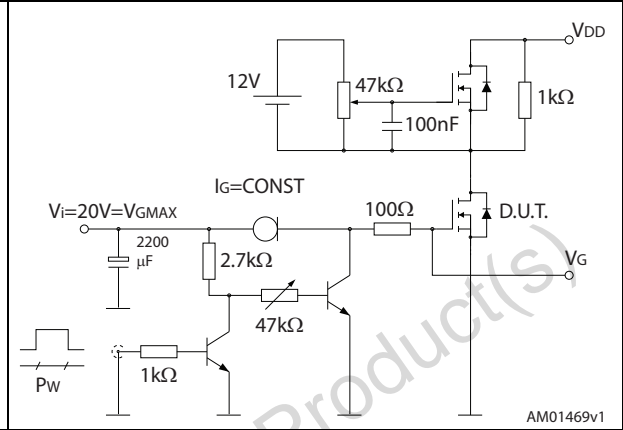 VDD
12V
47kΩ
1kΩ
100nF
IG=CONST
Vi=20V=VGMAX
100Ω
D.U.T.
2200
μF
2.7kΩ
VG
47kΩ
1kΩ
PW
Product(s)
AM01469v1